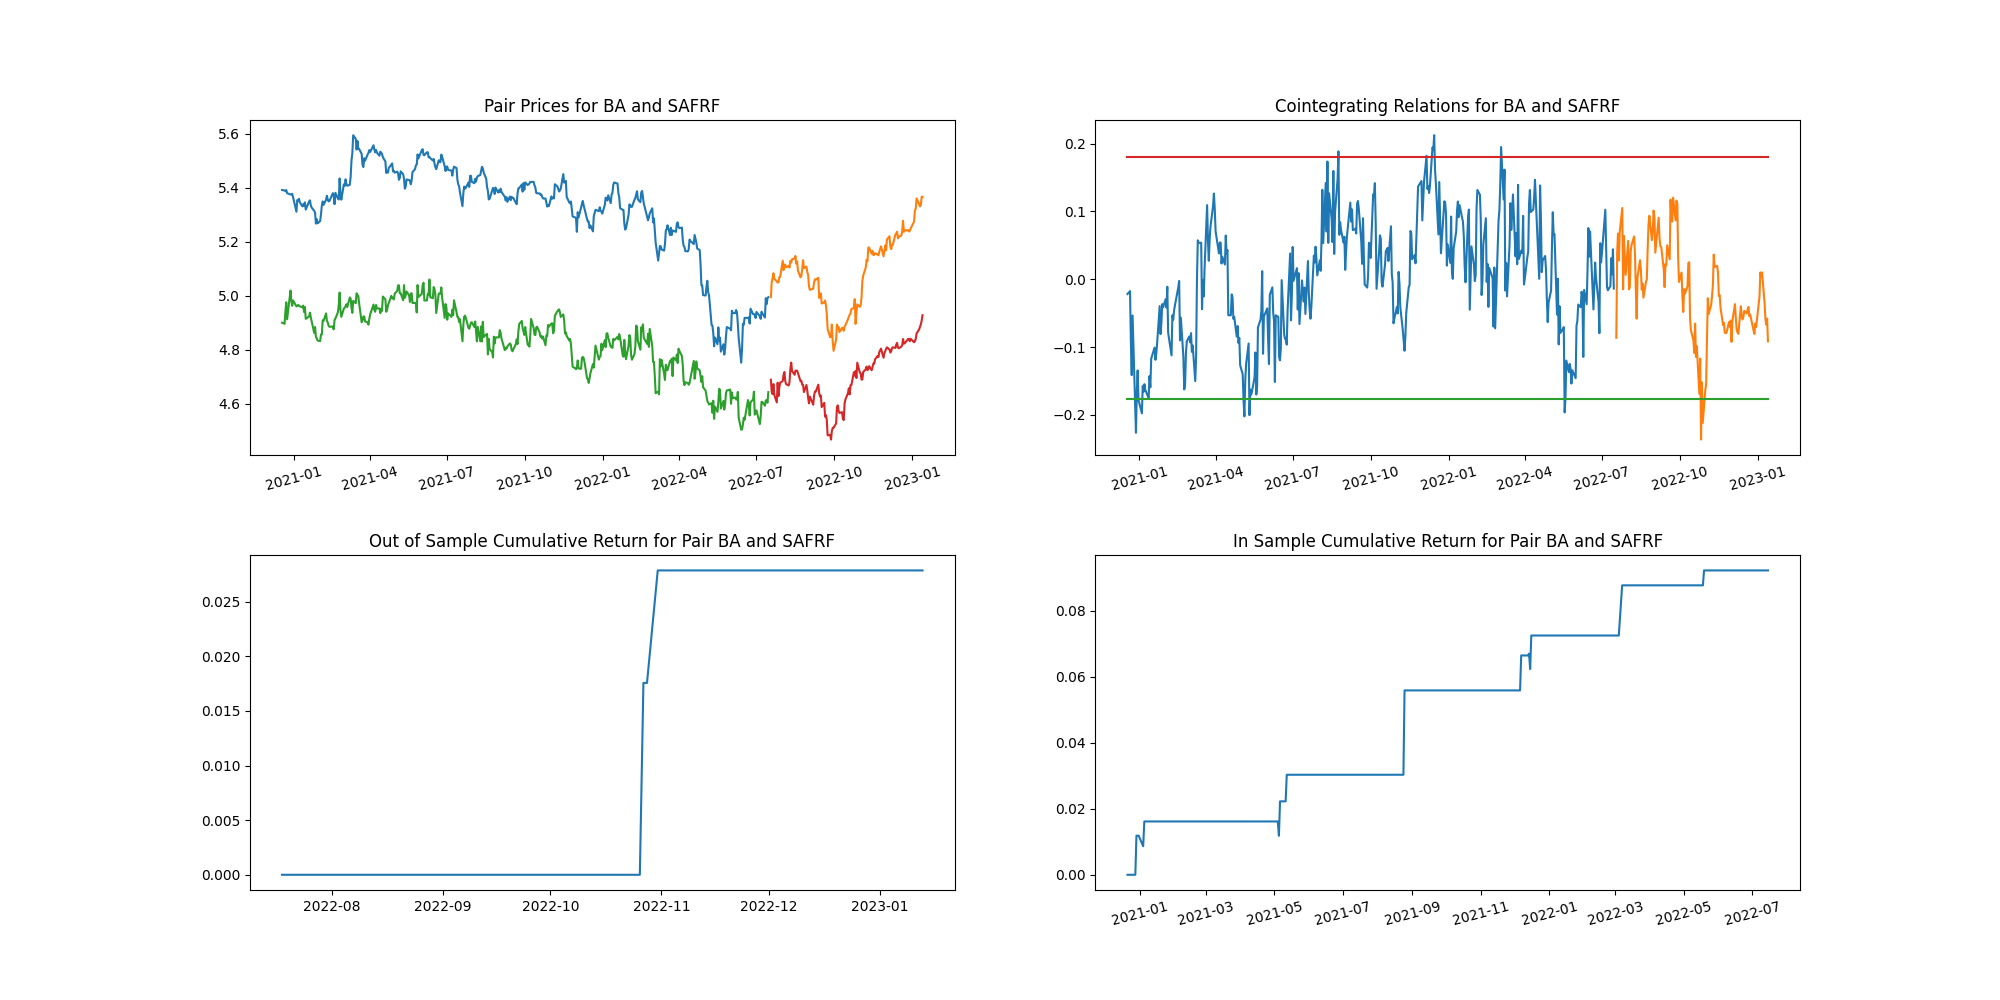 Pair Prices for BA and SAFRF
5.6
5.4
5.2
5.0
4.8
4.6
2021-01 2021-04 2021-07 2021-10 2022-01 2022-04 2022-07 2022-10 2023-01
Cointegrating Relations for BA and SAFRF
0.2
0.1
0.0
−0.1
−0.2
2021-01 2021-04 2021-07 2021-10 2022-01 2022-04 2022-07 2022-10 2023-01
Out of Sample Cumulative Return for Pair BA and SAFRF
0.025
0.020
0.015
0.010
0.005
0.000
2022-08 2022-09 2022-10 2022-11 2022-12 2023-01
In Sample Cumulative Return for Pair BA and SAFRF
0.08
0.06
0.04
0.02
0.00
2021-01 2021-03 2021-05 2021-07 2021-09 2021-11 2022-01 2022-03 2022-05 2022-07